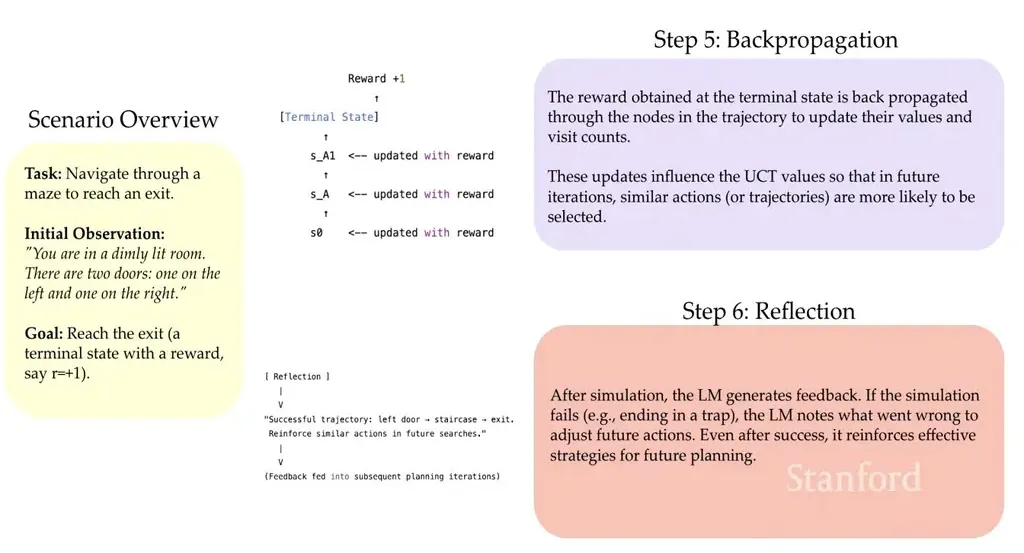 Scenario Overview
Task: Navigate through a
maze to reach an exit.
Initial Observation:
"You are in a dimly lit room.
There are two doors: one on the
left and one on the right."
Goal: Reach the exit (a
terminal state with a reward,
say r=+1).
Reward +1
↑
[Terminal State]
↑
s_A1 <-- updated with reward
↑
s_A <-- updated with reward
↑
s0 <-- updated with reward
[ Reflection ]
|
V
"Successful trajectory: left door → staircase → exit.
Reinforce similar actions in future searches."
|
V
(Feedback fed into subsequent planning iterations)
Step 5: Backpropagation
The reward obtained at the terminal state is back propagated
through the nodes in the trajectory to update their values and
visit counts.
These updates influence the UCT values so that in future
iterations, similar actions (or trajectories) are more likely to be
selected.
Step 6: Reflection
After simulation, the LM generates feedback. If the simulation
fails (e.g., ending in a trap), the LM notes what went wrong to
adjust future actions. Even after success, it reinforces effective
strategies for future planning.
Stanford